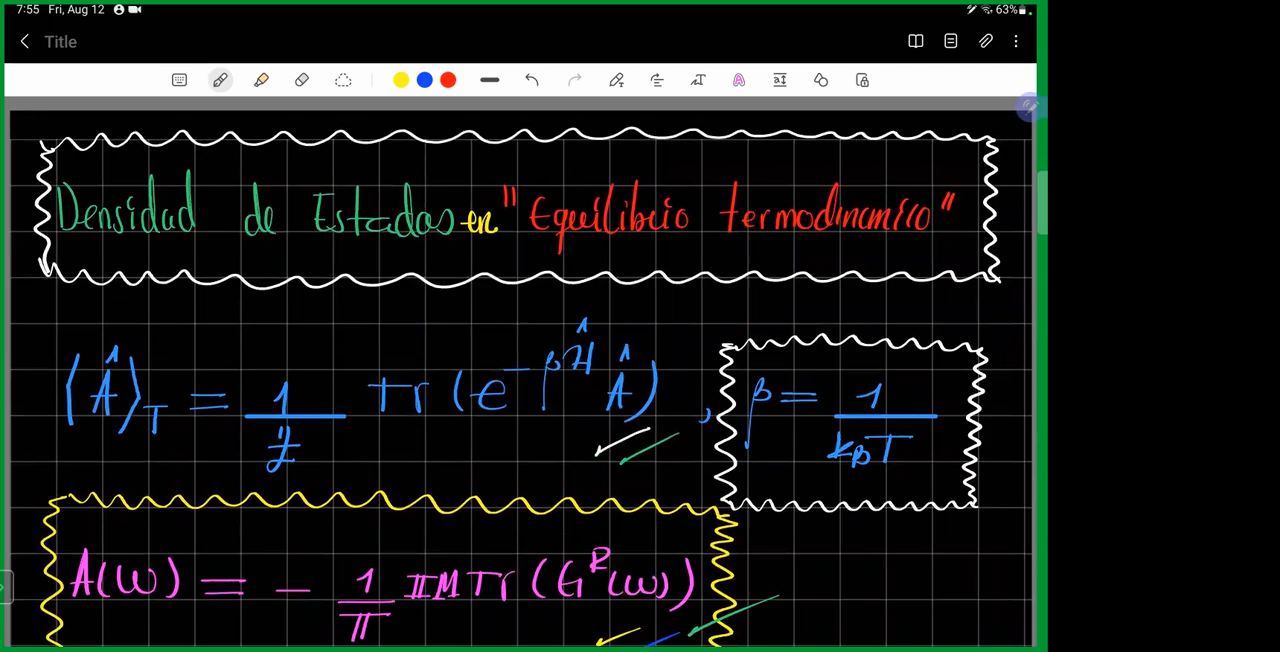 7:55 Fri, Aug 12 63%
Title
Densidad de Estados en "Equilibrio termodinamico"
⟨Â⟩_T = 1/Z Tr (e^{-βĤ} Â) , β = 1/k_BT
A(ω) = - 1/π IM Tr (G^R(ω))